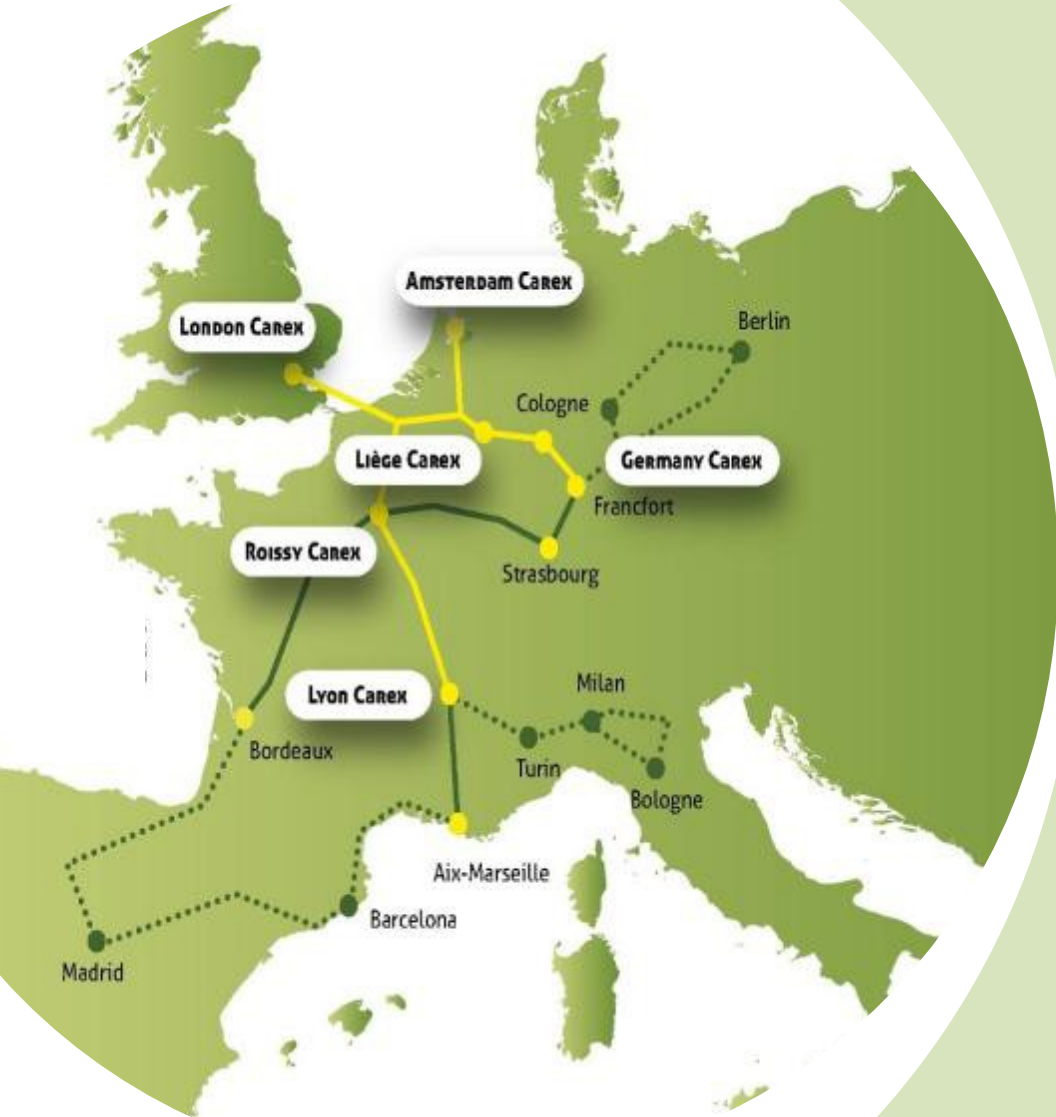 Amsterdam Carex
London Carex
Berlin
Cologne
Liège Carex
Germany Carex
Francfort
Roissy Carex
Strasbourg
Milan
Lyon Carex
Bordeaux
Turin
Bologne
Aix-Marseille
Barcelona
Madrid